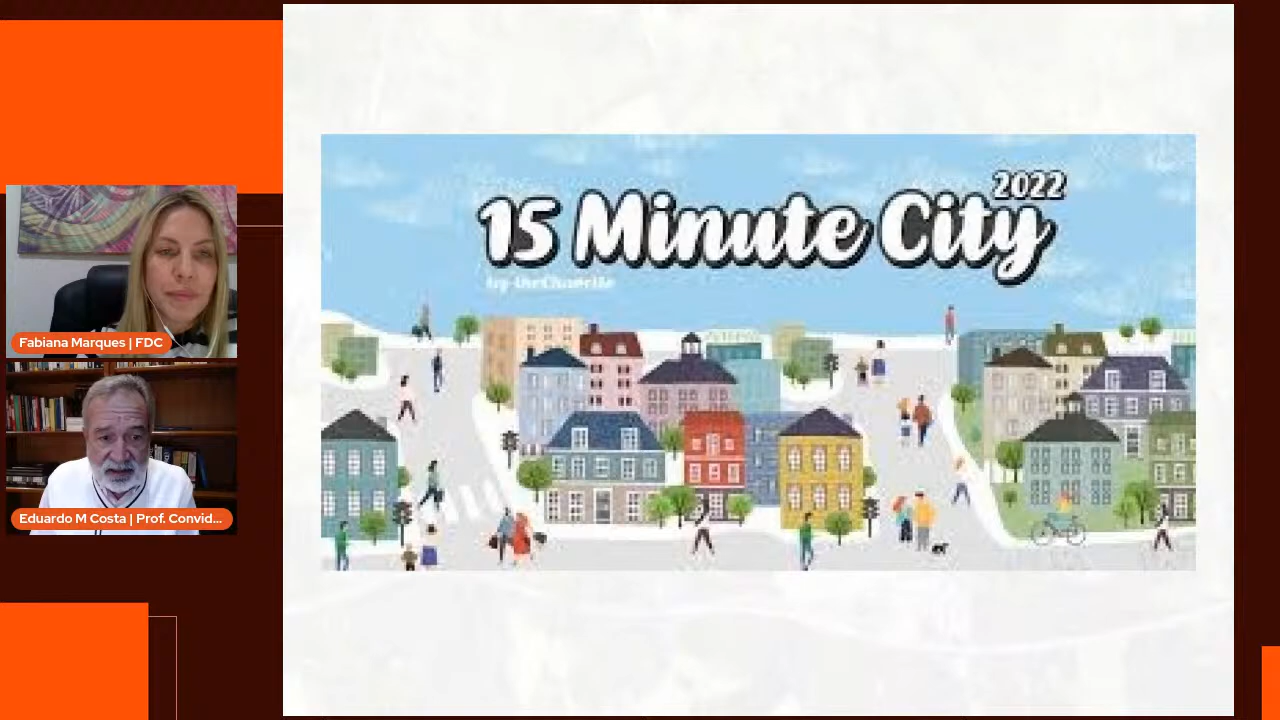 2022
15 Minute City
Fabiana Marques | FDC
Eduardo M Costa | Prof. Convid...